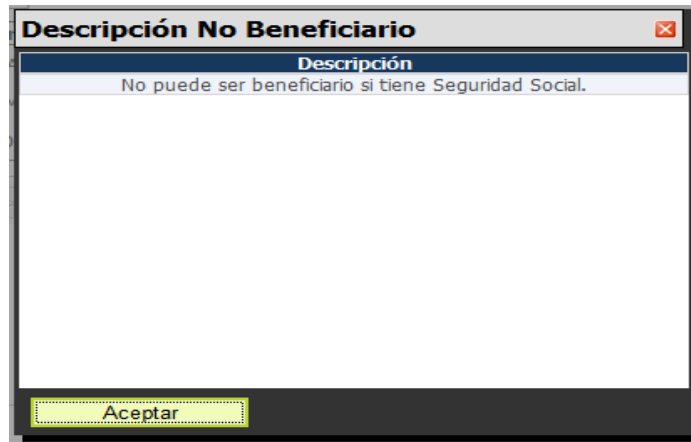 Descripción No Beneficiario
Descripción
No puede ser beneficiario si tiene Seguridad Social.
Aceptar